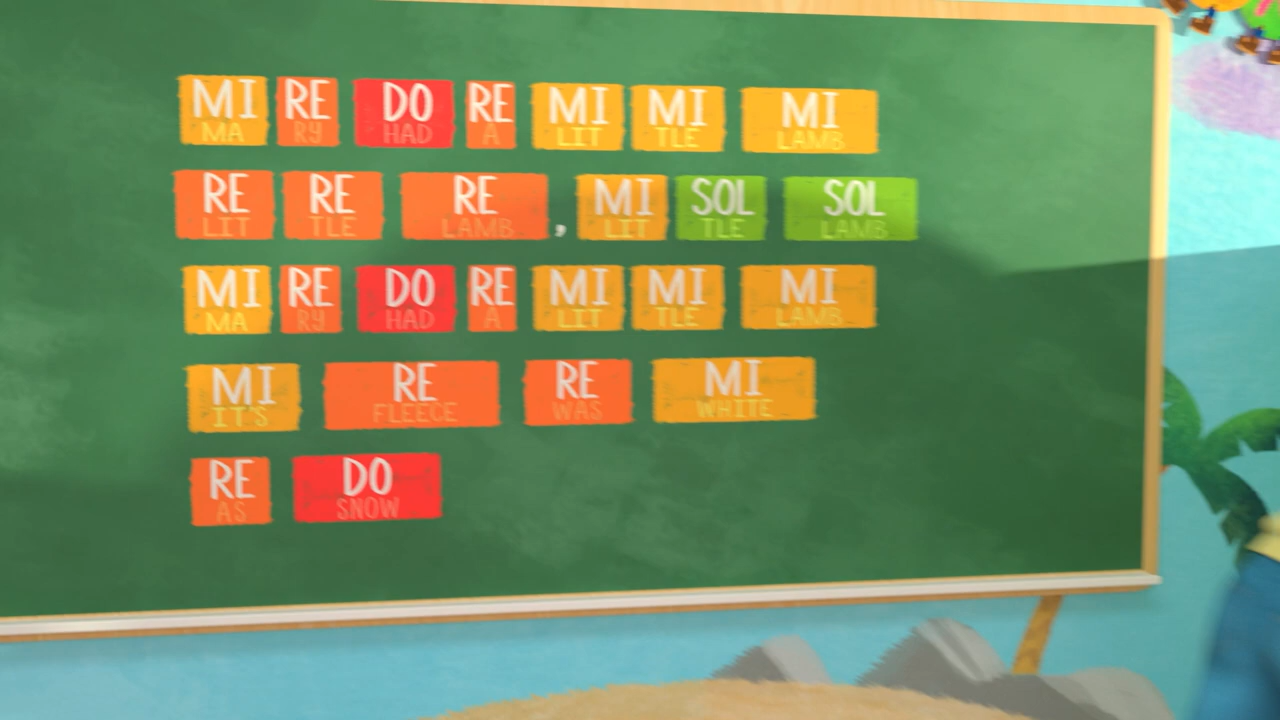 MI RE DO RE MI MI MI
MA RY HAD A LIT TLE LAMB
RE RE RE , MI SOL SOL
LIT TLE LAMB LIT TLE LAMB
MI RE DO RE MI MI MI
MA RY HAD A LIT TLE LAMB
MI RE RE MI
IT'S FLEECE WAS WHITE
RE DO
AS SNOW